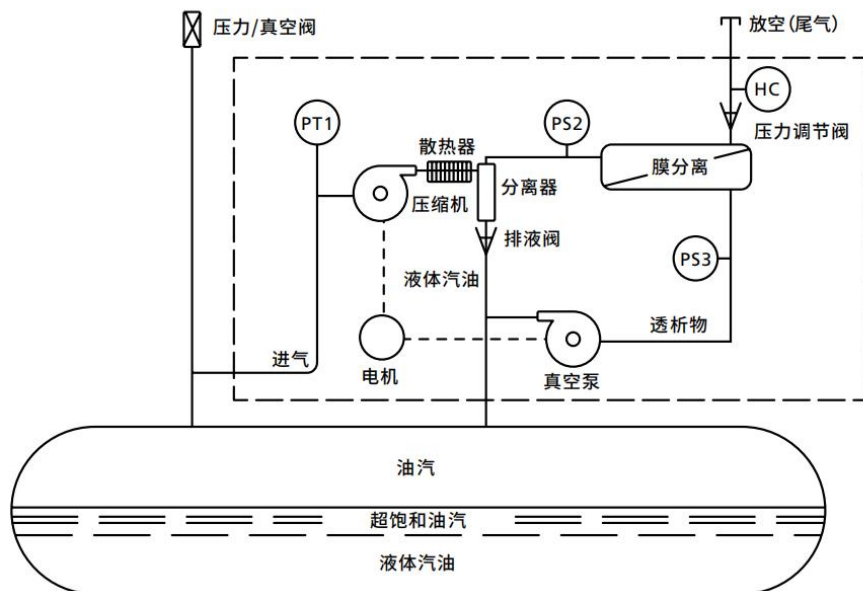 压力/真空阀
放空(尾气)
HC
PT1
PS2
压力调节阀
散热器
膜分离
分离器
压缩机
排液阀
PS3
液体汽油
透析物
进气
电机
真空泵
油汽
超饱和油汽
液体汽油